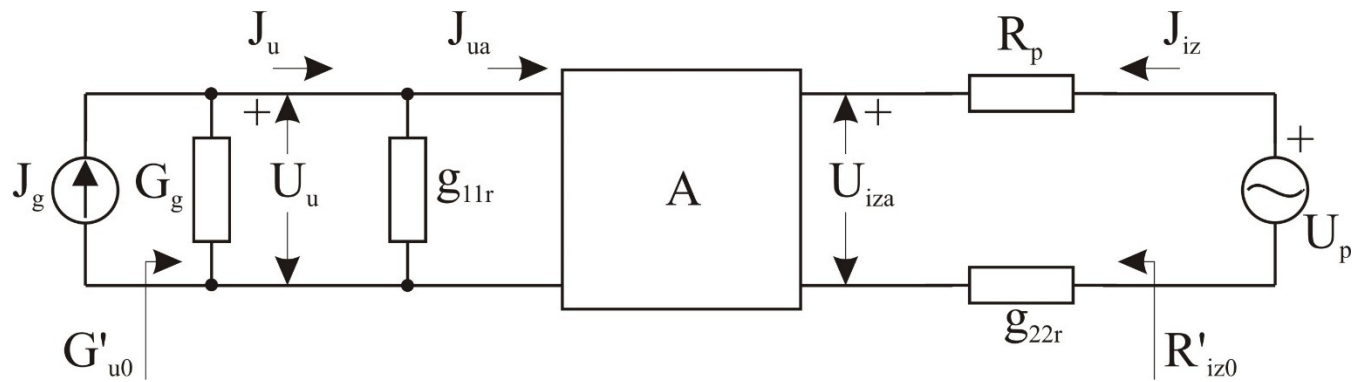 J_u
J_ua
R_p
J_iz
+
+
+
J_g
G_g
U_u
g_11r
A
U_iza
U_p
g_22r
G'_u0
R'_iz0